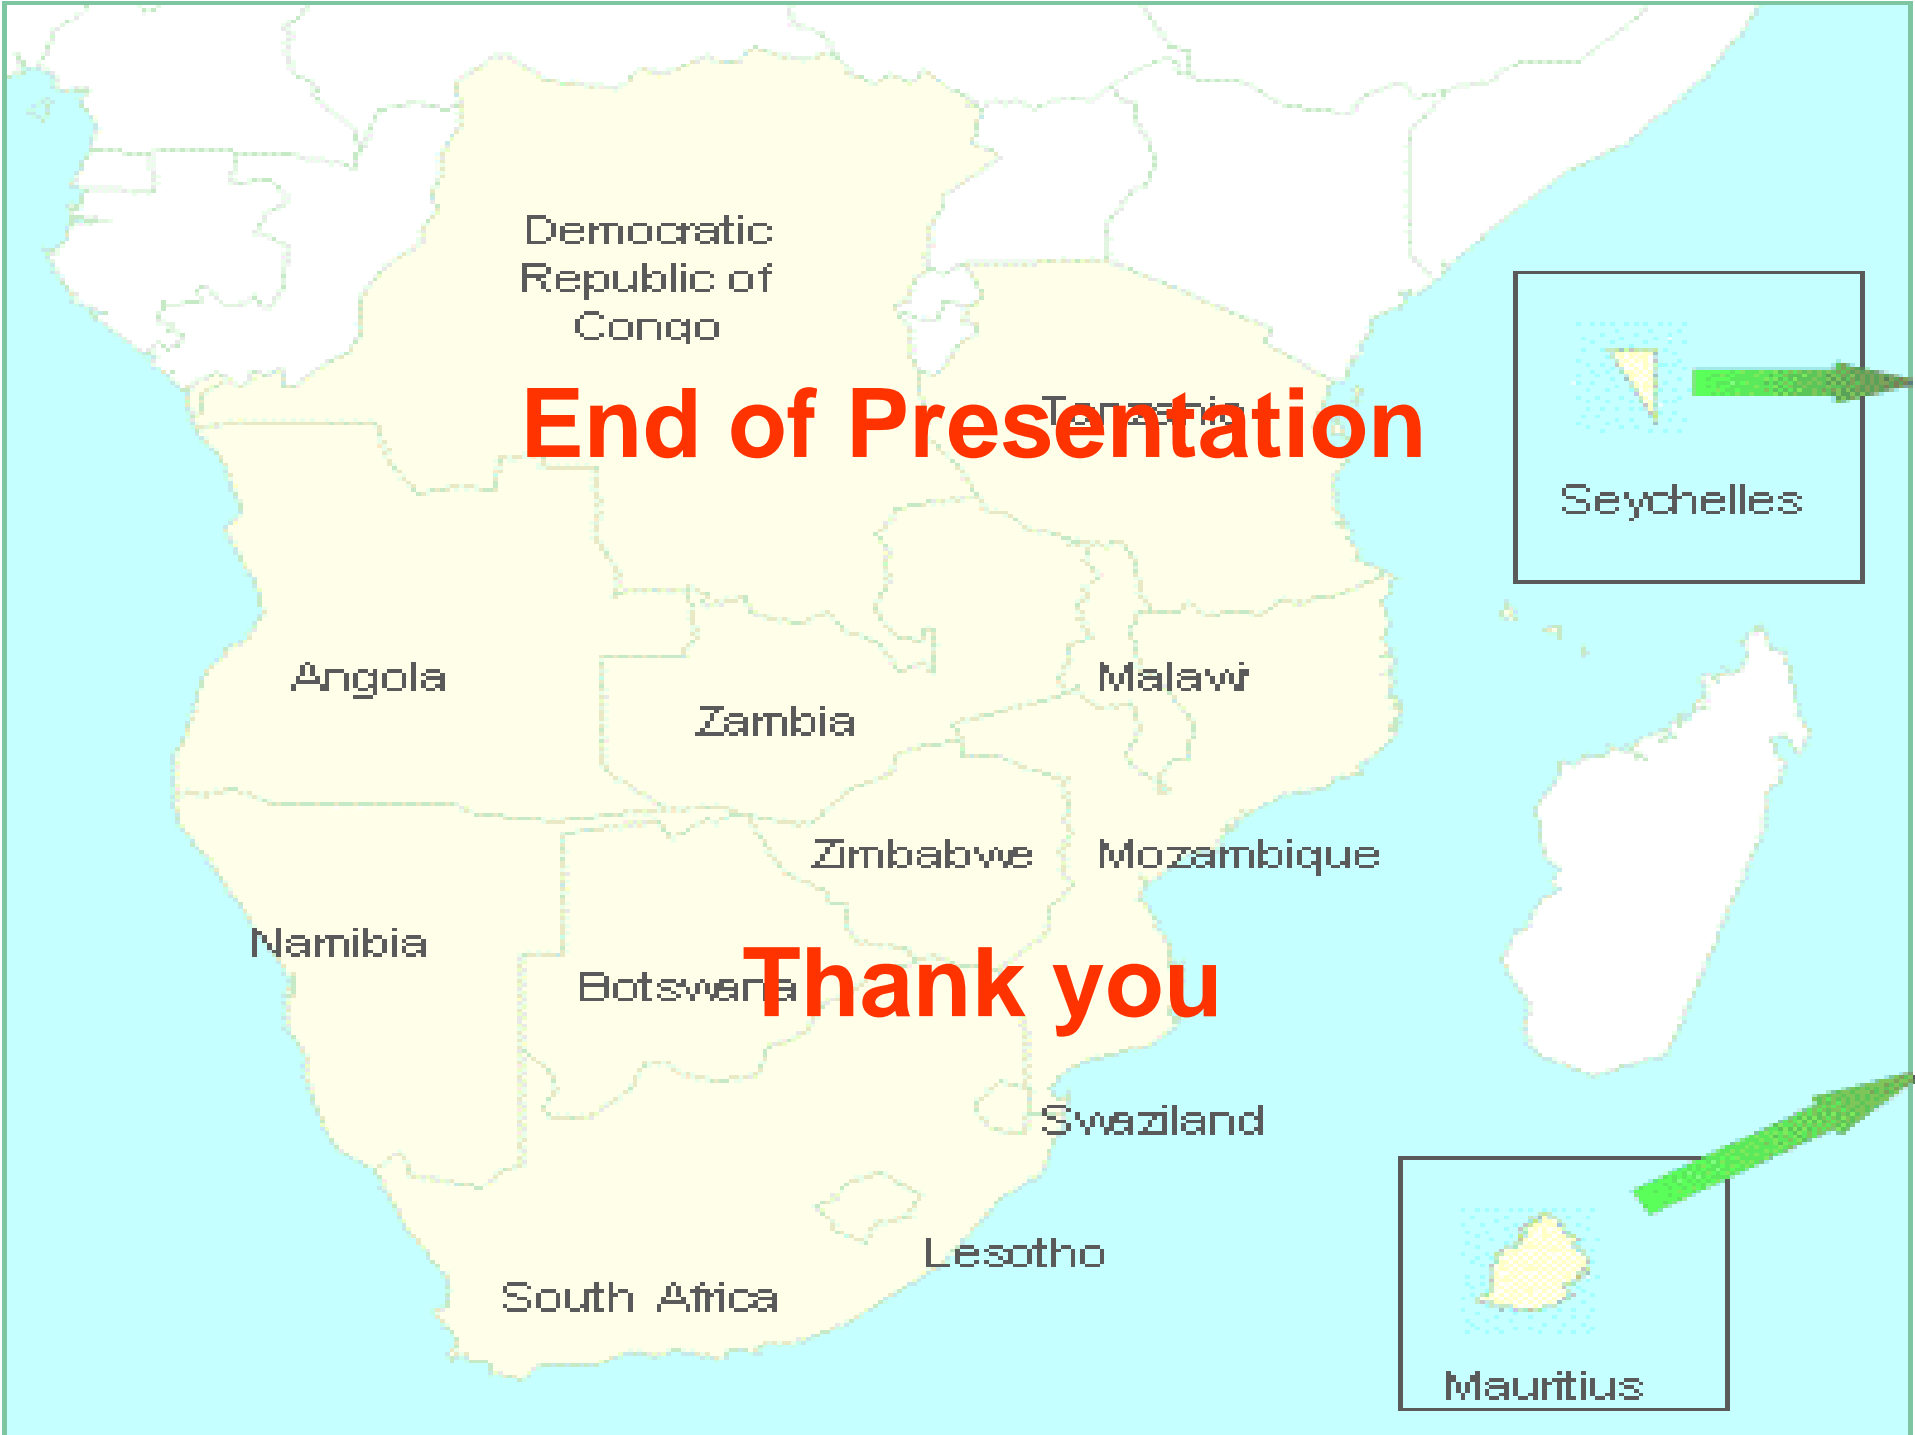 Democratic
Republic of
Congo
End of Presentation
Tanzania
Seychelles
Angola
Malawi
Zambia
Zimbabwe
Mozambique
Namibia
Botswana
Thank you
Swaziland
Lesotho
South Africa
Mauritius